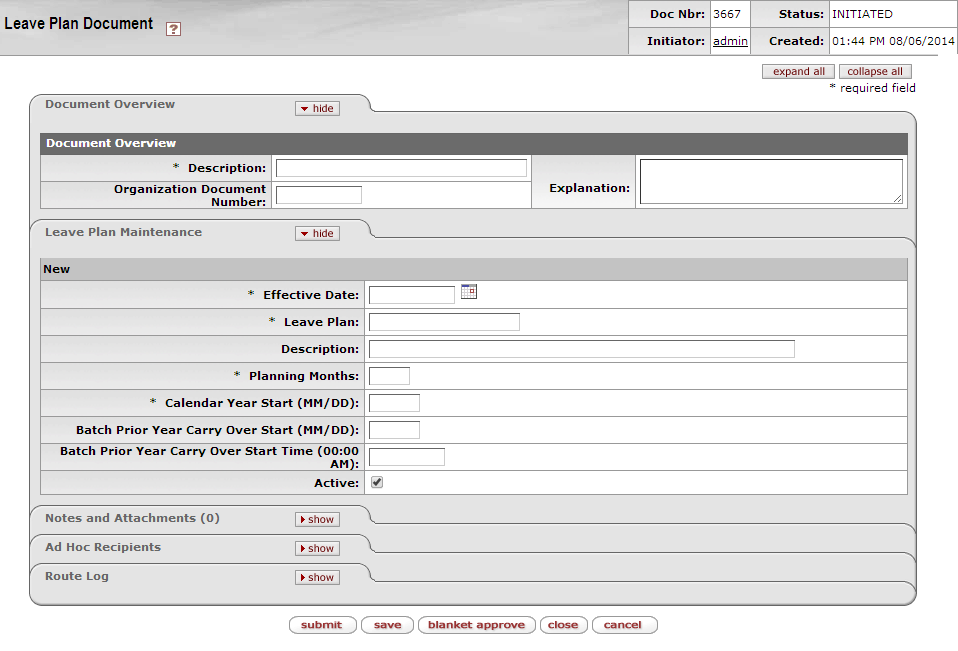 Leave Plan Document ?
Doc Nbr: 3667 Status: INITIATED
Initiator: admin Created: 01:44 PM 08/06/2014
expand all collapse all
* required field
Document Overview hide
Document Overview
* Description:
Organization Document
Number:
Explanation:
Leave Plan Maintenance hide
New
* Effective Date:
* Leave Plan:
Description:
* Planning Months:
* Calendar Year Start (MM/DD):
Batch Prior Year Carry Over Start (MM/DD):
Batch Prior Year Carry Over Start Time (00:00
AM):
Active:
Notes and Attachments (0) show
Ad Hoc Recipients show
Route Log show
submit save blanket approve close cancel